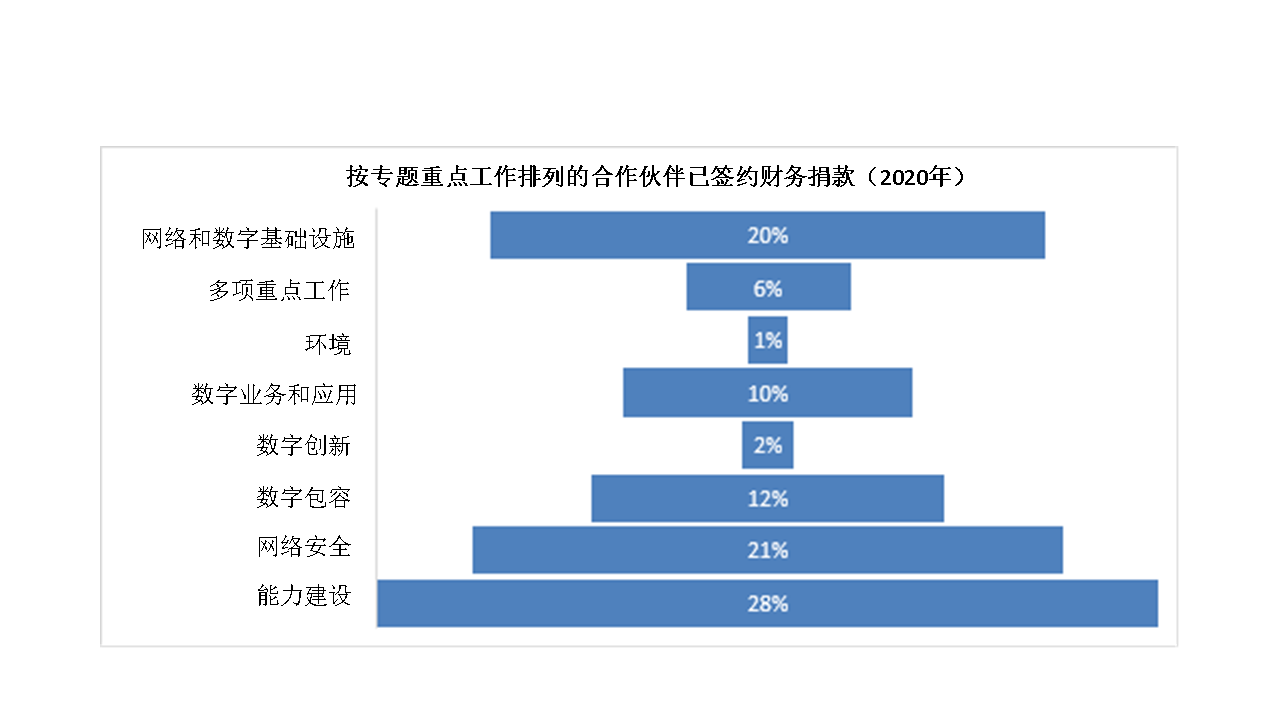 按专题重点工作排列的合作伙伴已签约财务捐款（2020年）
网络和数字基础设施 20%
多项重点工作 6%
环境 1%
数字业务和应用 10%
数字创新 2%
数字包容 12%
网络安全 21%
能力建设 28%